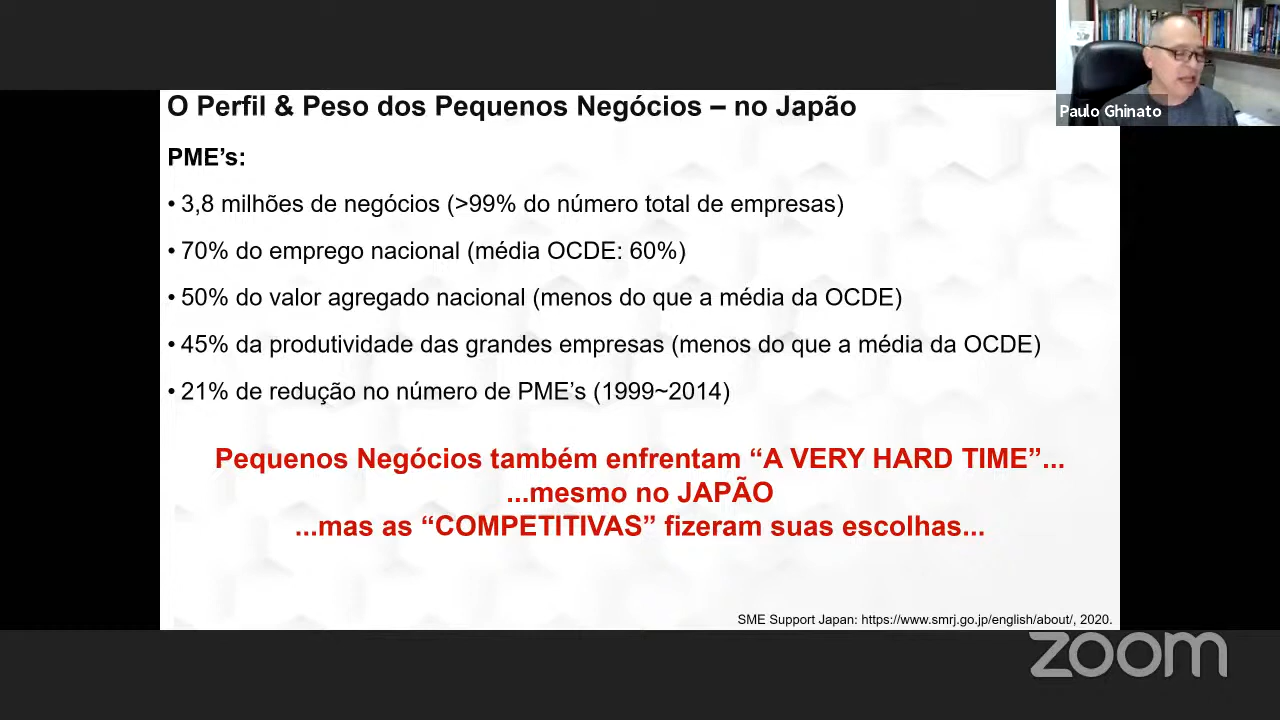 O Perfil & Peso dos Pequenos Negócios – no Japão
Paulo Ghinato
PME’s:
• 3,8 milhões de negócios (>99% do número total de empresas)
• 70% do emprego nacional (média OCDE: 60%)
• 50% do valor agregado nacional (menos do que a média da OCDE)
• 45% da produtividade das grandes empresas (menos do que a média da OCDE)
• 21% de redução no número de PME’s (1999~2014)
Pequenos Negócios também enfrentam “A VERY HARD TIME”...
...mesmo no JAPÃO
...mas as “COMPETITIVAS” fizeram suas escolhas...
SME Support Japan: https://www.smrj.go.jp/english/about/, 2020.
zoom